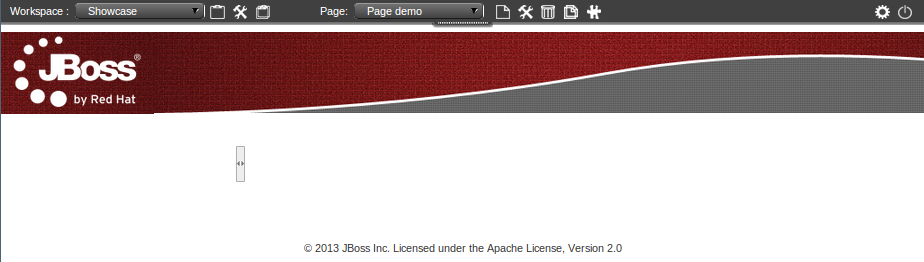 Workspace : Showcase Page: Page demo
JBoss®
by Red Hat
© 2013 JBoss Inc. Licensed under the Apache License, Version 2.0